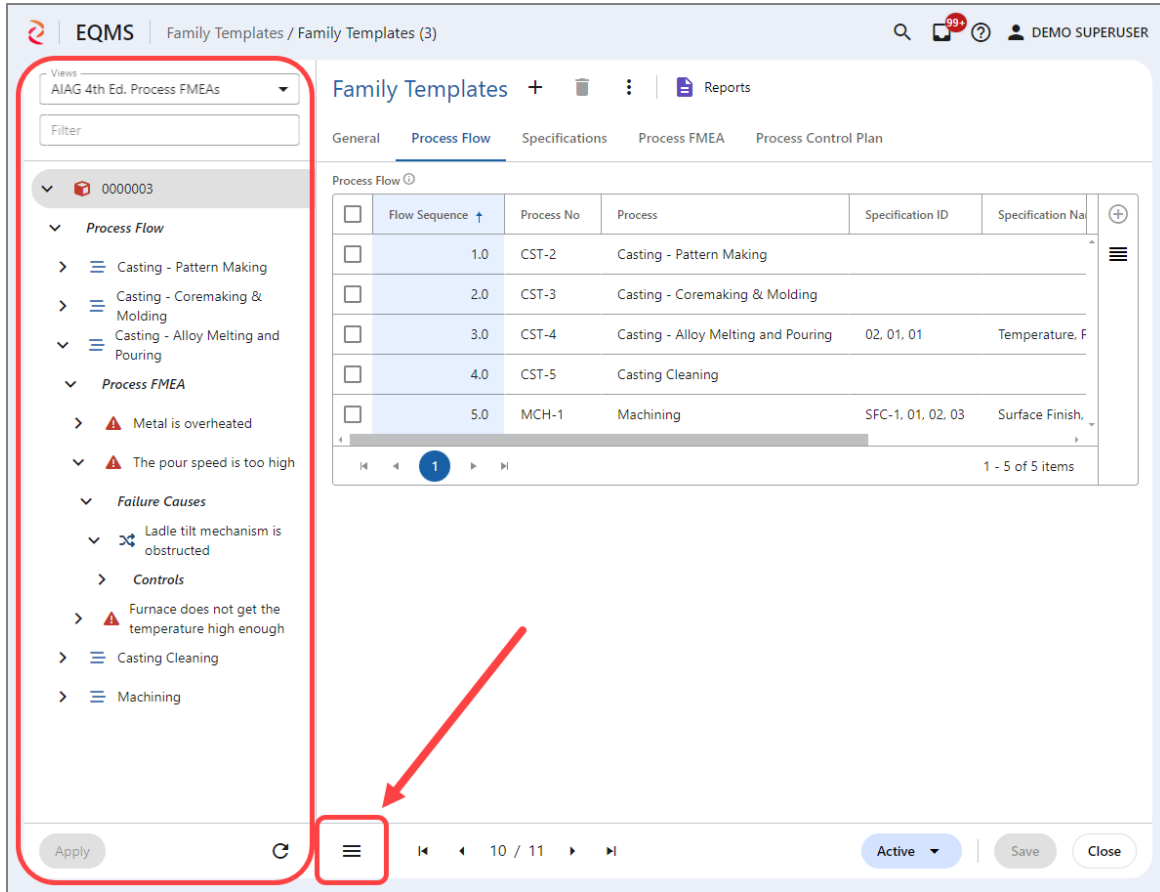 EQMS
Family Templates / Family Templates (3)
99+
DEMO SUPERUSER
Views
AIAG 4th Ed. Process FMEAs
Filter
0000003
Process Flow
Casting - Pattern Making
Casting - Coremaking &
Molding
Casting - Alloy Melting and
Pouring
Process FMEA
Metal is overheated
The pour speed is too high
Failure Causes
Ladle tilt mechanism is
obstructed
Controls
Furnace does not get the
temperature high enough
Casting Cleaning
Machining
Apply
Family Templates
Reports
General Process Flow Specifications Process FMEA Process Control Plan
Process Flow
Flow Sequence Process No Process Specification ID Specification Nar
1.0 CST-2 Casting - Pattern Making
2.0 CST-3 Casting - Coremaking & Molding
3.0 CST-4 Casting - Alloy Melting and Pouring 02, 01, 01 Temperature, F
4.0 CST-5 Casting Cleaning
5.0 MCH-1 Machining SFC-1, 01, 02, 03 Surface Finish,
1
1 - 5 of 5 items
10 / 11
Active
Save
Close